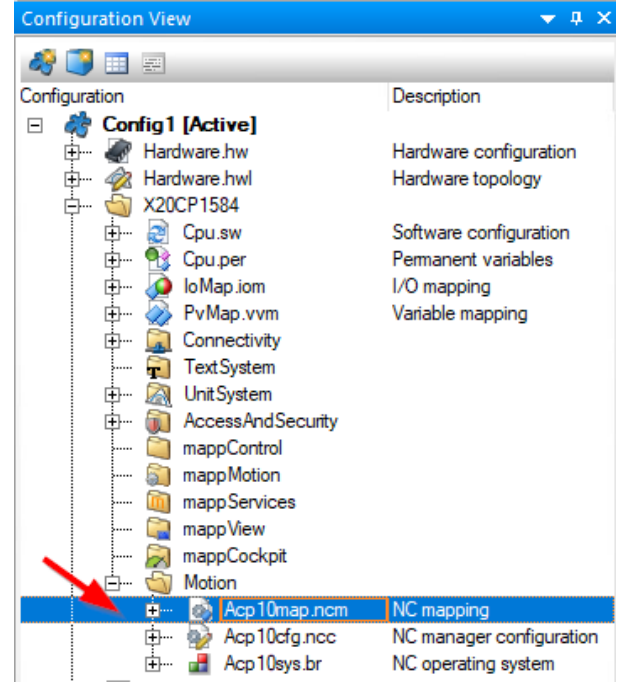 Configuration View
Configuration Description
Config1 [Active]
Hardware.hw Hardware configuration
Hardware.hwl Hardware topology
X20CP1584
Cpu.sw Software configuration
Cpu.per Permanent variables
IoMap.iom I/O mapping
PvMap.vvm Variable mapping
Connectivity
TextSystem
UnitSystem
AccessAndSecurity
mappControl
mappMotion
mappServices
mappView
mappCockpit
Motion
Acp10map.ncm NC mapping
Acp10cfg.ncc NC manager configuration
Acp10sys.br NC operating system